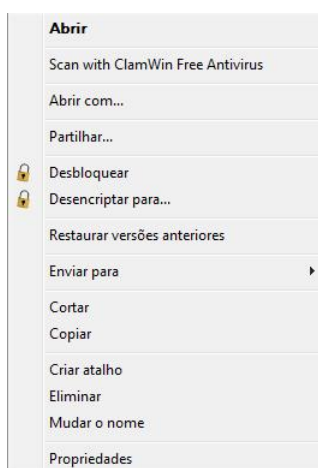 Abrir
Scan with ClamWin Free Antivirus
Abrir com...
Partilhar...
Desbloquear
Desencriptar para...
Restaurar versões anteriores
Enviar para
Cortar
Copiar
Criar atalho
Eliminar
Mudar o nome
Propriedades